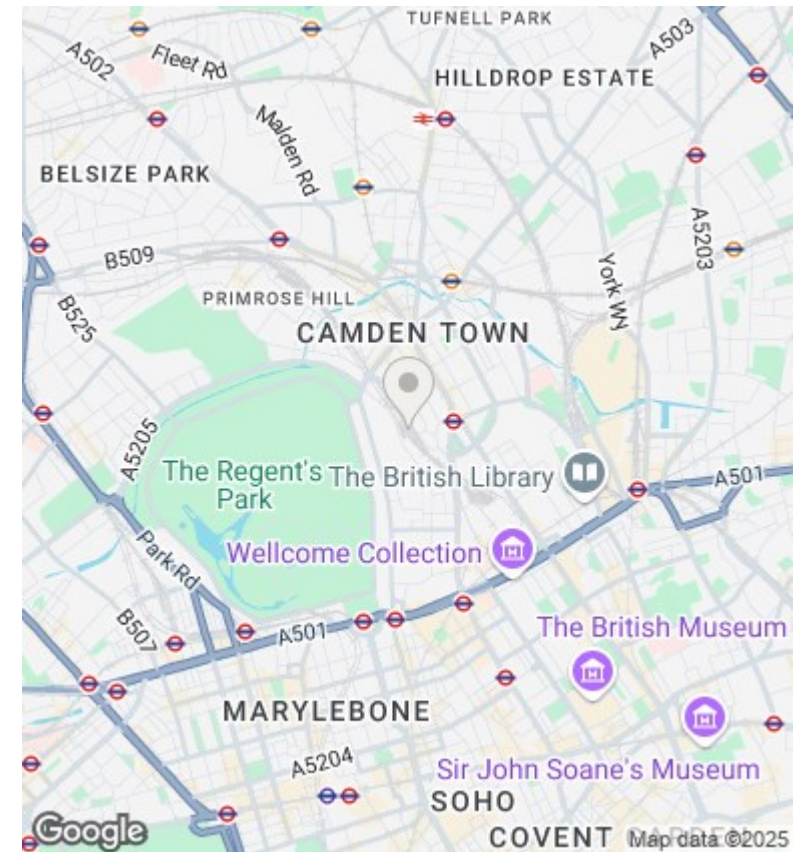 TUFNELL PARK
A502
Fleet Rd
A503
HILLDROP ESTATE
Malden Rd
BELSIZE PARK
A5203
B509
York Wy
PRIMROSE HILL
B525
CAMDEN TOWN
A5205
The Regent's
Park
The British Library
A501
Wellcome Collection
Park Rd
B507
A501
The British Museum
MARYLEBONE
A5204
Sir John Soane's Museum
SOHO
COVENT GARDEN
Google
Map data ©2025